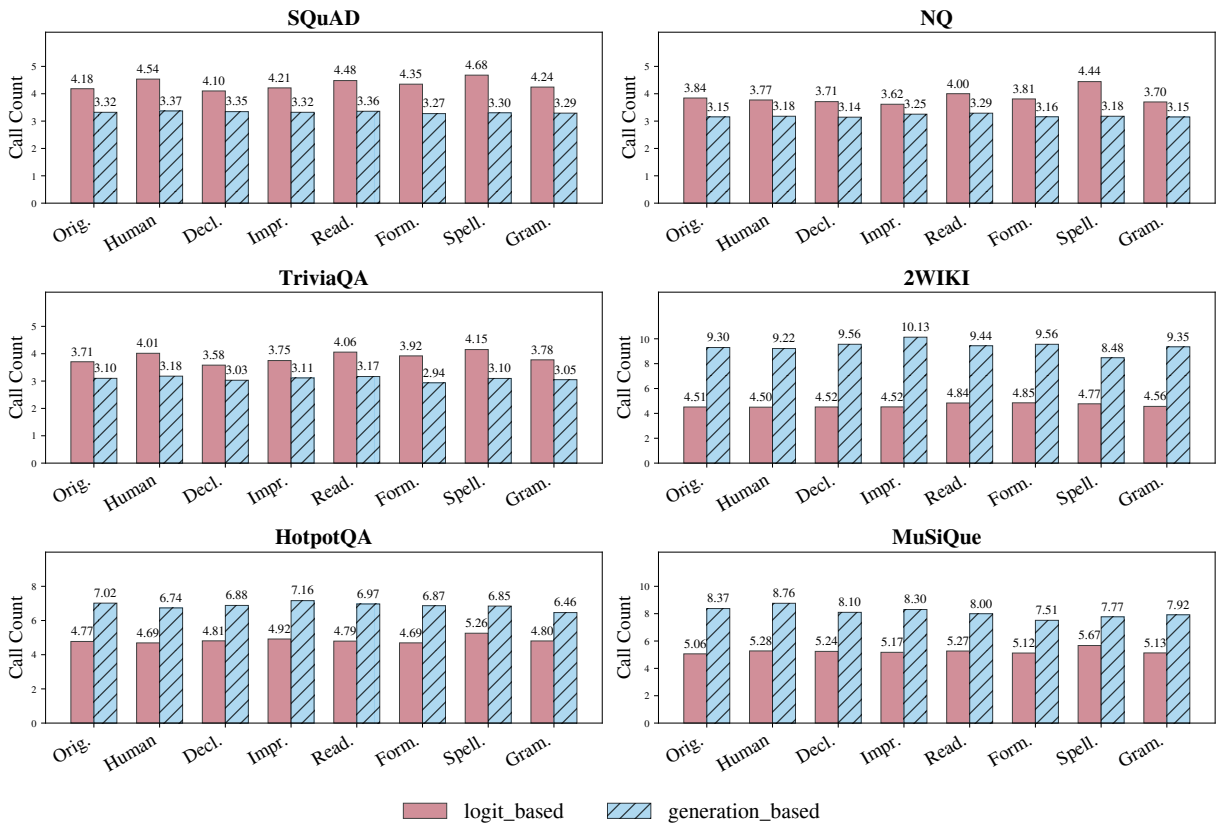 SQuAD
Call Count
5
4
3
2
1
0
4.18 4.54 4.10 4.21 4.48 4.35 4.68 4.24
3.32 3.37 3.35 3.32 3.36 3.27 3.30 3.29
Orig. Human Decl. Impr. Read. Form. Spell. Gram.
NQ
Call Count
5
4
3
2
1
0
3.84 3.77 3.71 3.62 4.00 3.81 4.44 3.70
3.15 3.18 3.14 3.25 3.29 3.16 3.18 3.15
Orig. Human Decl. Impr. Read. Form. Spell. Gram.
TriviaQA
Call Count
5
4
3
2
1
0
3.71 4.01 3.58 3.75 4.06 3.92 4.15 3.78
3.10 3.18 3.03 3.11 3.17 2.94 3.10 3.05
Orig. Human Decl. Impr. Read. Form. Spell. Gram.
2WIKI
Call Count
10
8
6
4
2
0
9.30 9.22 9.56 10.13 9.44 9.56 8.48 9.35
4.51 4.50 4.52 4.52 4.84 4.85 4.77 4.56
Orig. Human Decl. Impr. Read. Form. Spell. Gram.
HotpotQA
Call Count
8
6
4
2
0
7.02 6.74 6.88 7.16 6.97 6.87 6.85 6.46
4.77 4.69 4.81 4.92 4.79 4.69 5.26 4.80
Orig. Human Decl. Impr. Read. Form. Spell. Gram.
MuSiQue
Call Count
10
8
6
4
2
0
8.37 8.76 8.10 8.30 8.00 7.51 7.77 7.92
5.06 5.28 5.24 5.17 5.27 5.12 5.67 5.13
Orig. Human Decl. Impr. Read. Form. Spell. Gram.
logit_based generation_based